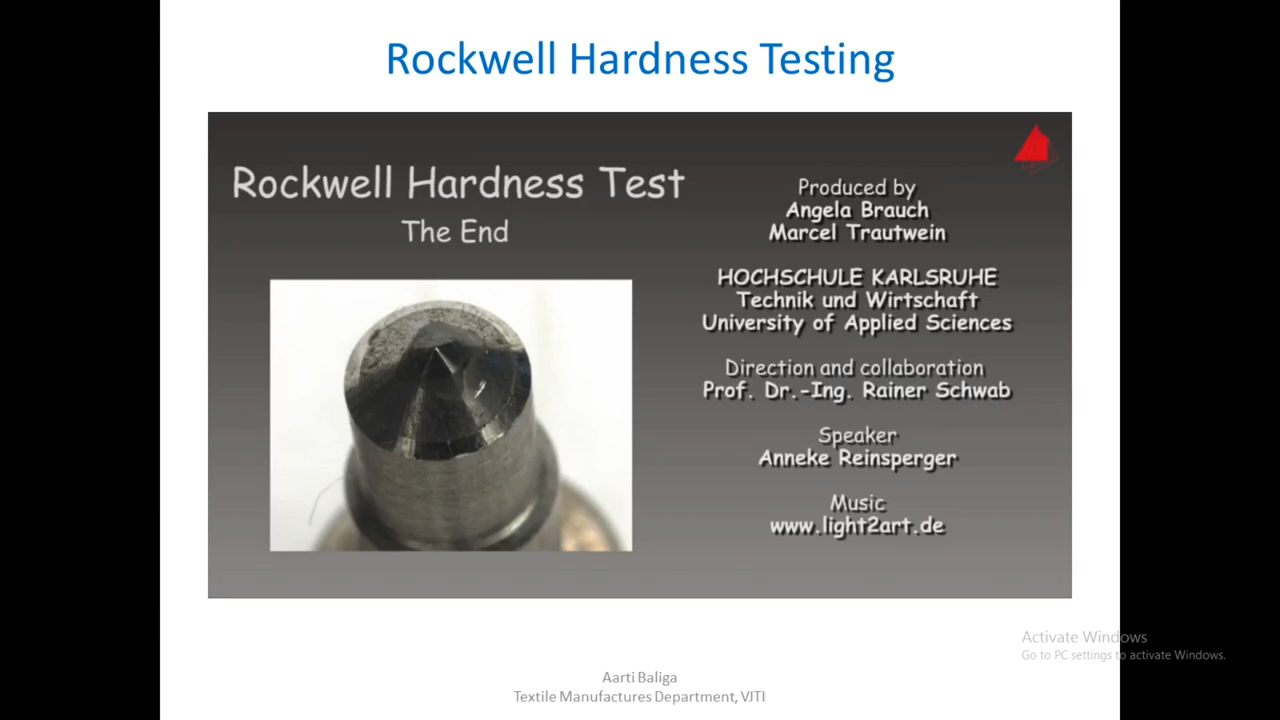 Rockwell Hardness Testing
Rockwell Hardness Test
The End
Produced by
Angela Brauch
Marcel Trautwein
HOCHSCHULE KARLSRUHE
Technik und Wirtschaft
University of Applied Sciences
Direction and collaboration
Prof. Dr.-Ing. Rainer Schwab
Speaker
Anneke Reinsperger
Music
www.light2art.de
Activate Windows
Go to PC settings to activate Windows.
Aarti Baliga
Textile Manufactures Department, VJTI